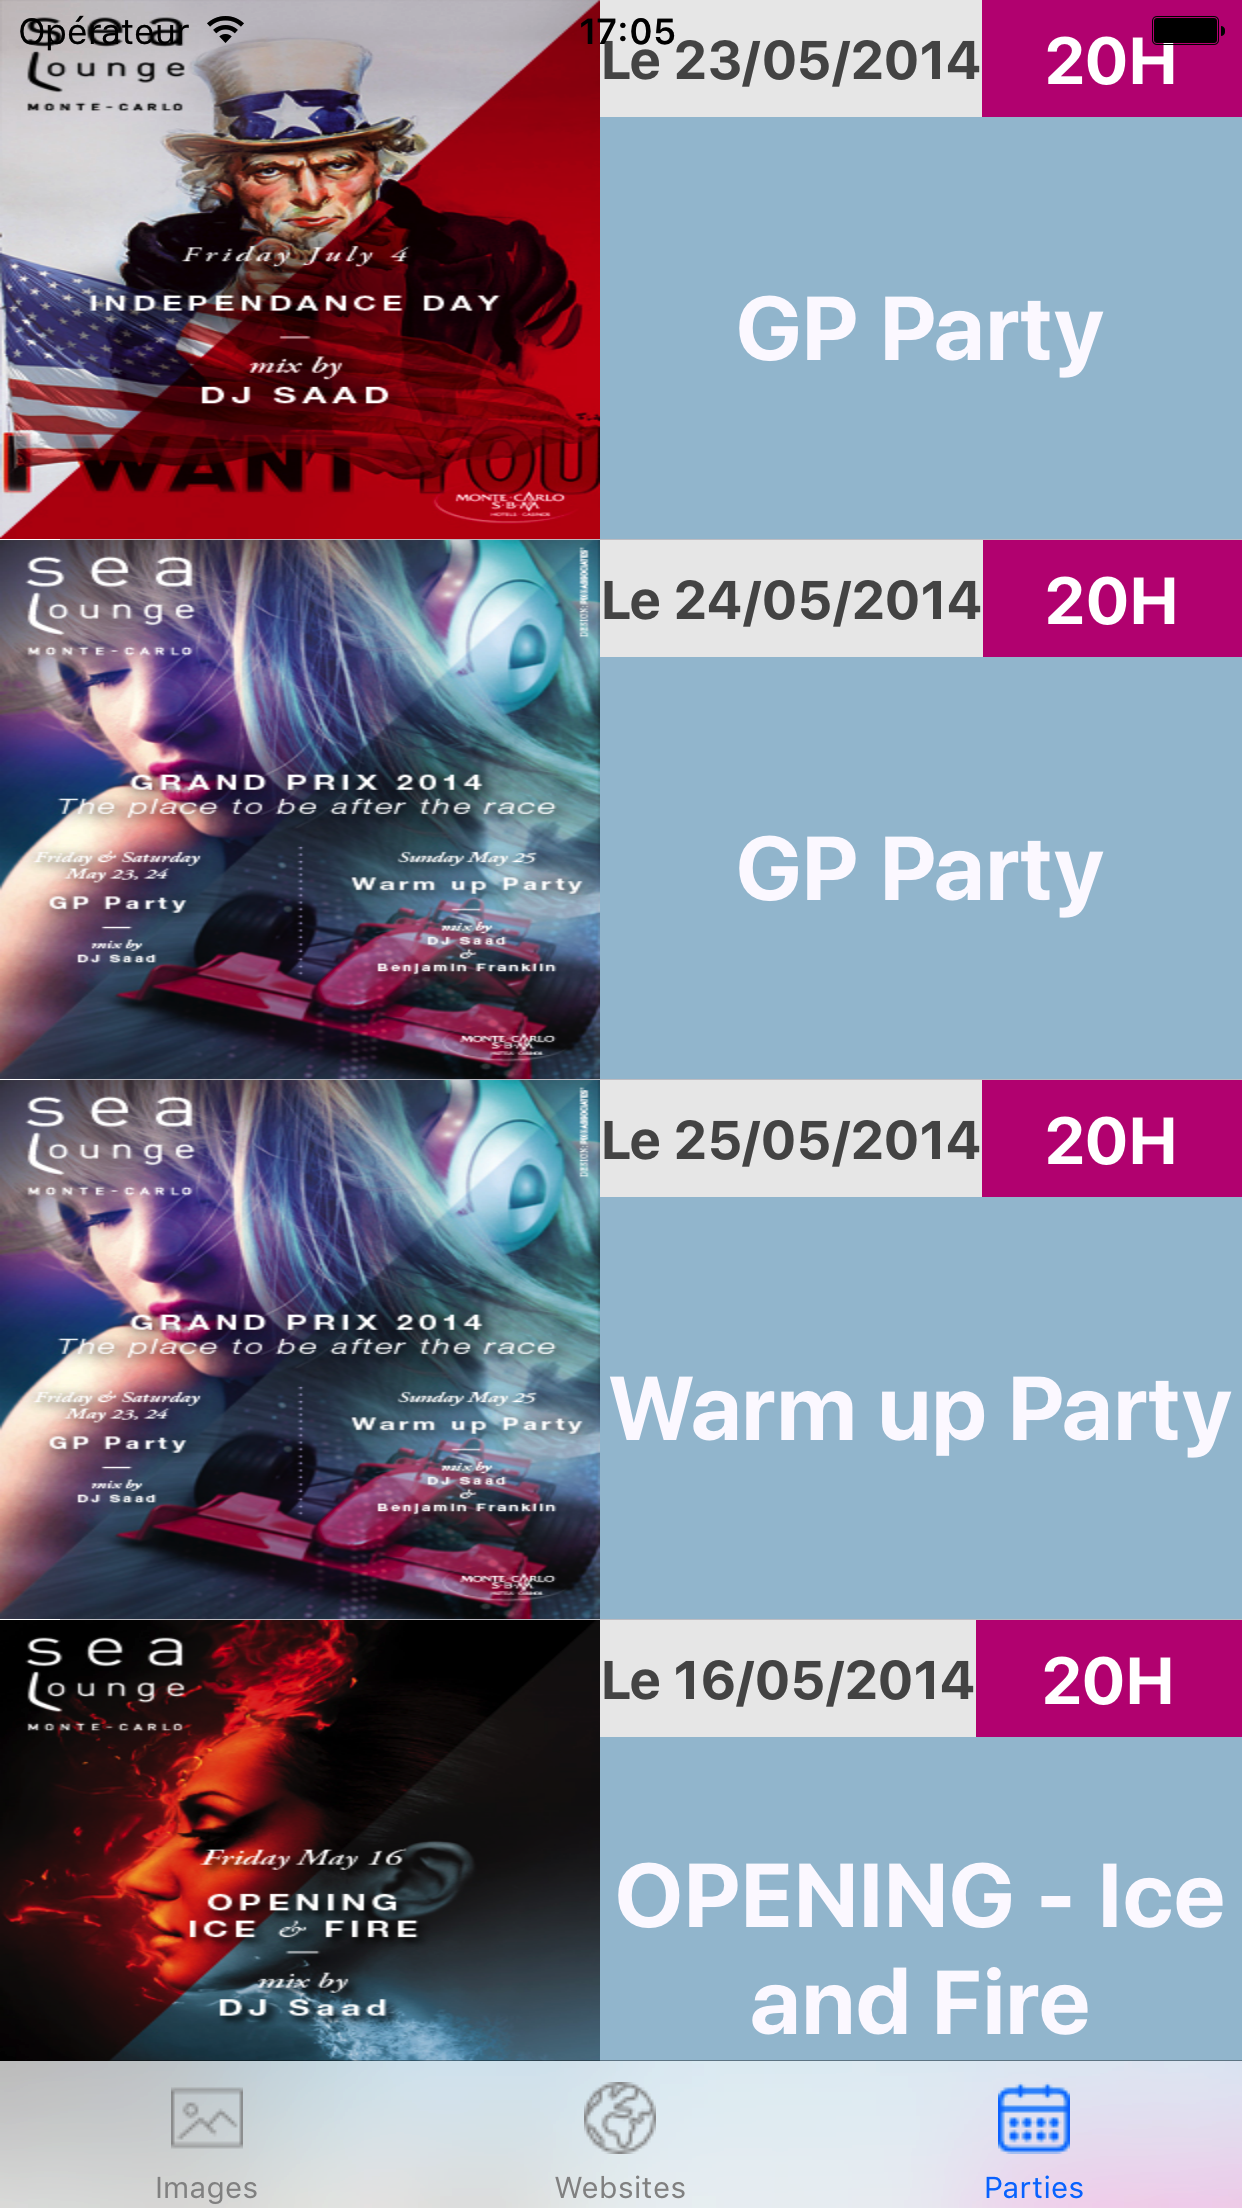 Opérateur
17:05
sea
Lounge
MONTE-CARLO
Friday July 4
INDEPENDANCE DAY
mix by
DJ SAAD
I WANT YOU
MONTE·CARLO
S·B·M
HOTELS CASINOS
Le 23/05/2014
20H
GP Party
sea
Lounge
MONTE-CARLO
GRAND PRIX 2014
The place to be after the race
Friday & Saturday
May 23, 24
GP Party
mix by
DJ Saad
Sunday May 25
Warm up Party
mix by
DJ Saad
&
Benjamin Franklin
MONTE·CARLO
S·B·M
Le 24/05/2014
20H
GP Party
sea
Lounge
MONTE-CARLO
GRAND PRIX 2014
The place to be after the race
Friday & Saturday
May 23, 24
GP Party
mix by
DJ Saad
Sunday May 25
Warm up Party
mix by
DJ Saad
&
Benjamin Franklin
MONTE·CARLO
S·B·M
Le 25/05/2014
20H
Warm up Party
sea
Lounge
MONTE-CARLO
Friday May 16
OPENING
ICE & FIRE
mix by
DJ Saad
Le 16/05/2014
20H
OPENING - Ice
and Fire
Images
Websites
Parties